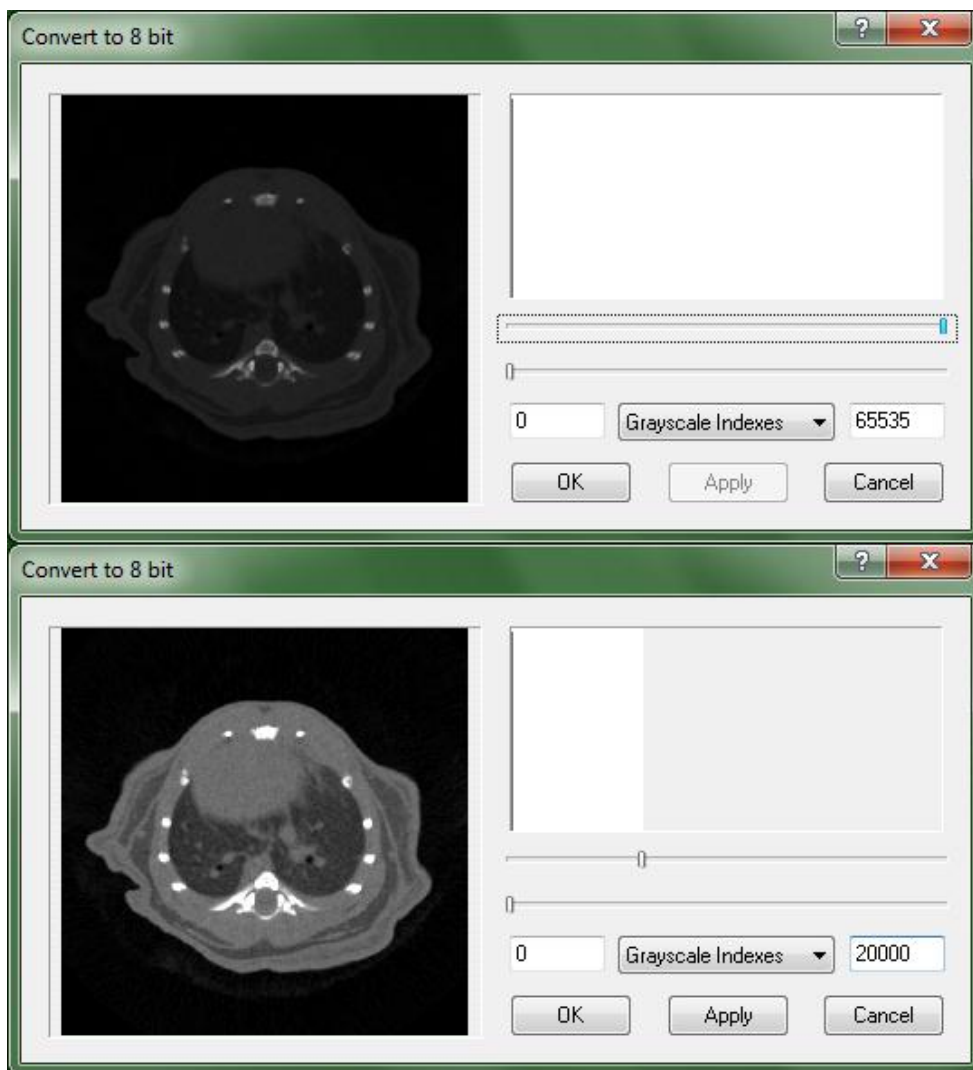 Convert to 8 bit
?
X
0
Grayscale Indexes
65535
OK
Apply
Cancel
Convert to 8 bit
?
X
0
Grayscale Indexes
20000
OK
Apply
Cancel